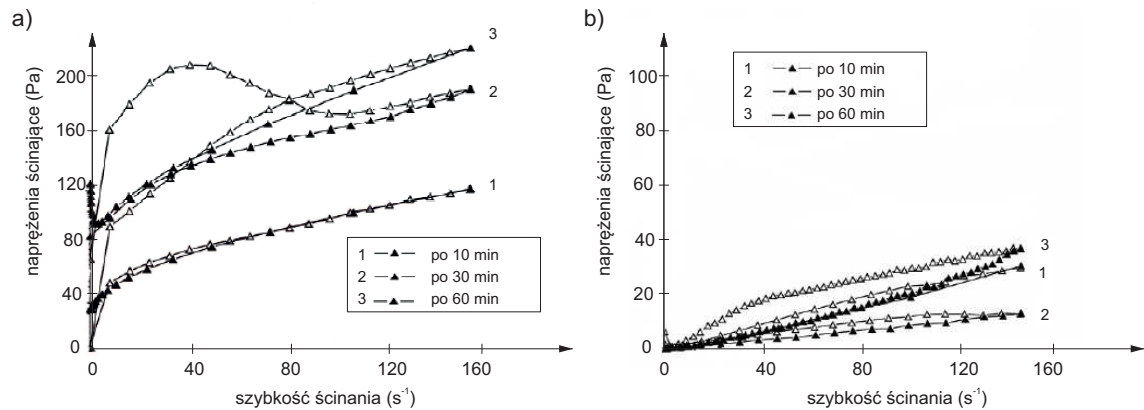 a)
naprężenia ścinające (Pa)
200
160
120
80
40
0
0 40 80 120 160
szybkość ścinania (s⁻¹)
3
2
1
1 po 10 min
2 po 30 min
3 po 60 min
b)
naprężenia ścinające (Pa)
100
80
60
40
20
0
0 40 80 120 160
szybkość ścinania (s⁻¹)
1 po 10 min
2 po 30 min
3 po 60 min
3
1
2